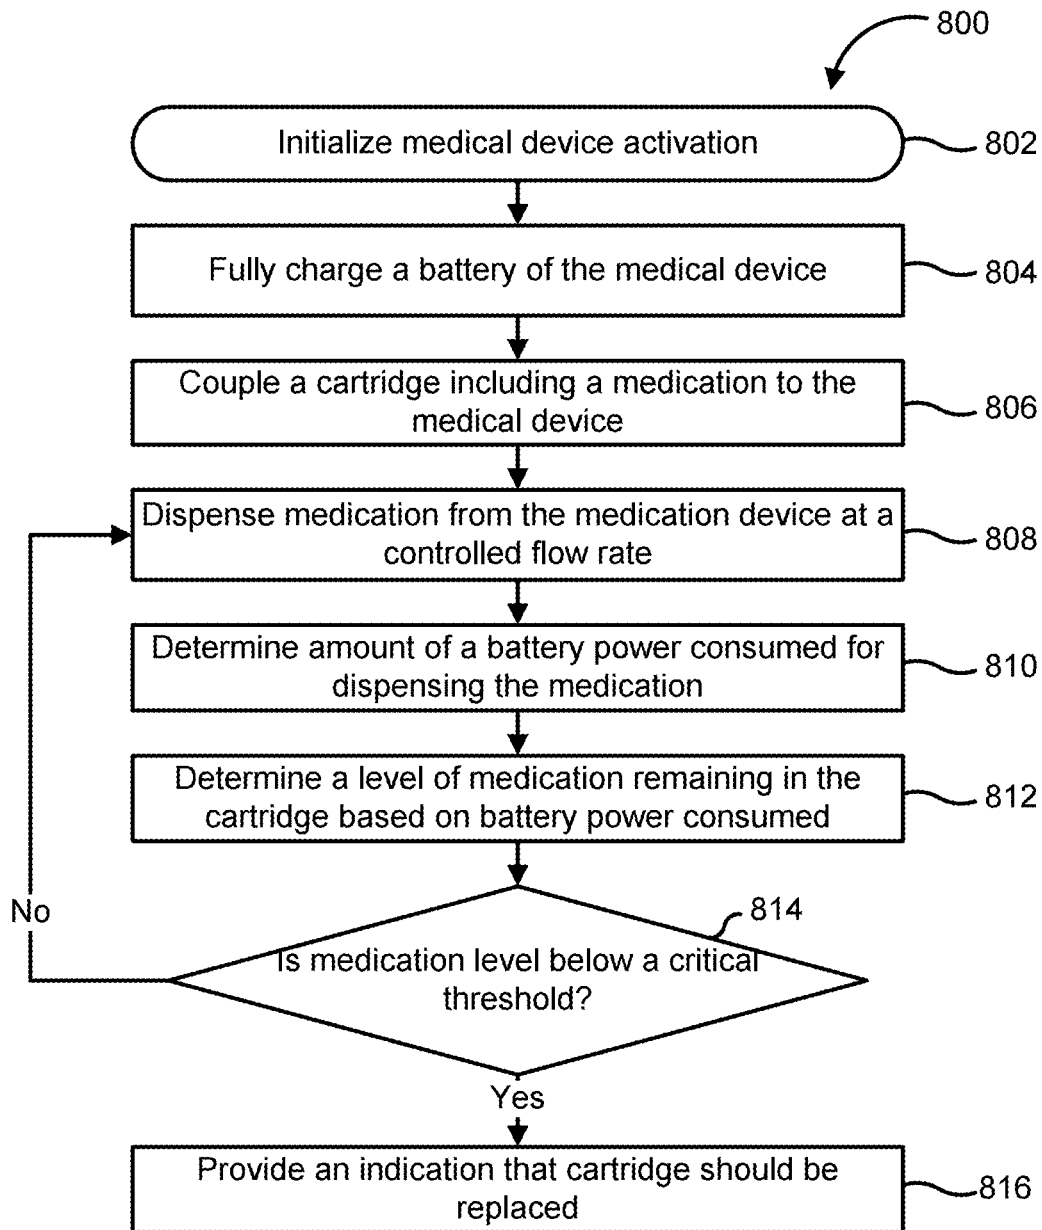 800
Initialize medical device activation
802
Fully charge a battery of the medical device
804
Couple a cartridge including a medication to the
medical device
806
Dispense medication from the medication device at a
controlled flow rate
808
Determine amount of a battery power consumed for
dispensing the medication
810
Determine a level of medication remaining in the
cartridge based on battery power consumed
812
No
814
Is medication level below a critical
threshold?
Yes
Provide an indication that cartridge should be
replaced
816